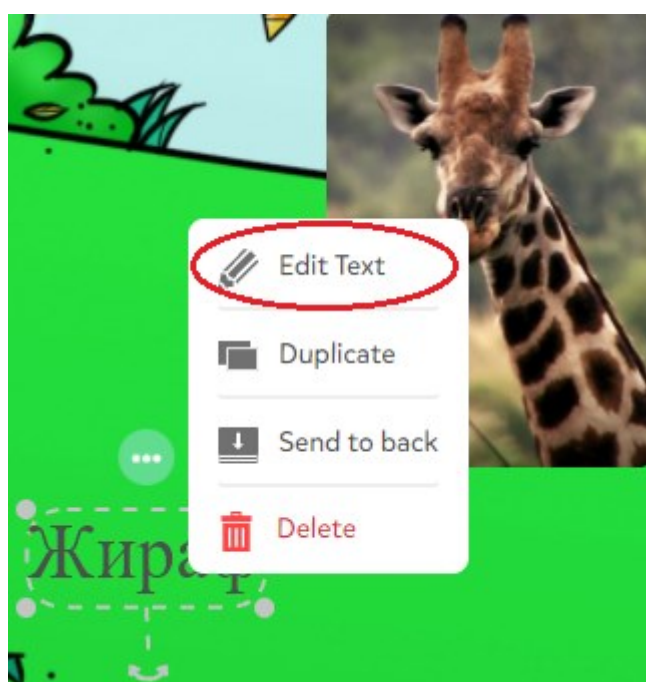 Edit Text
Duplicate
Send to back
Delete
Жираф